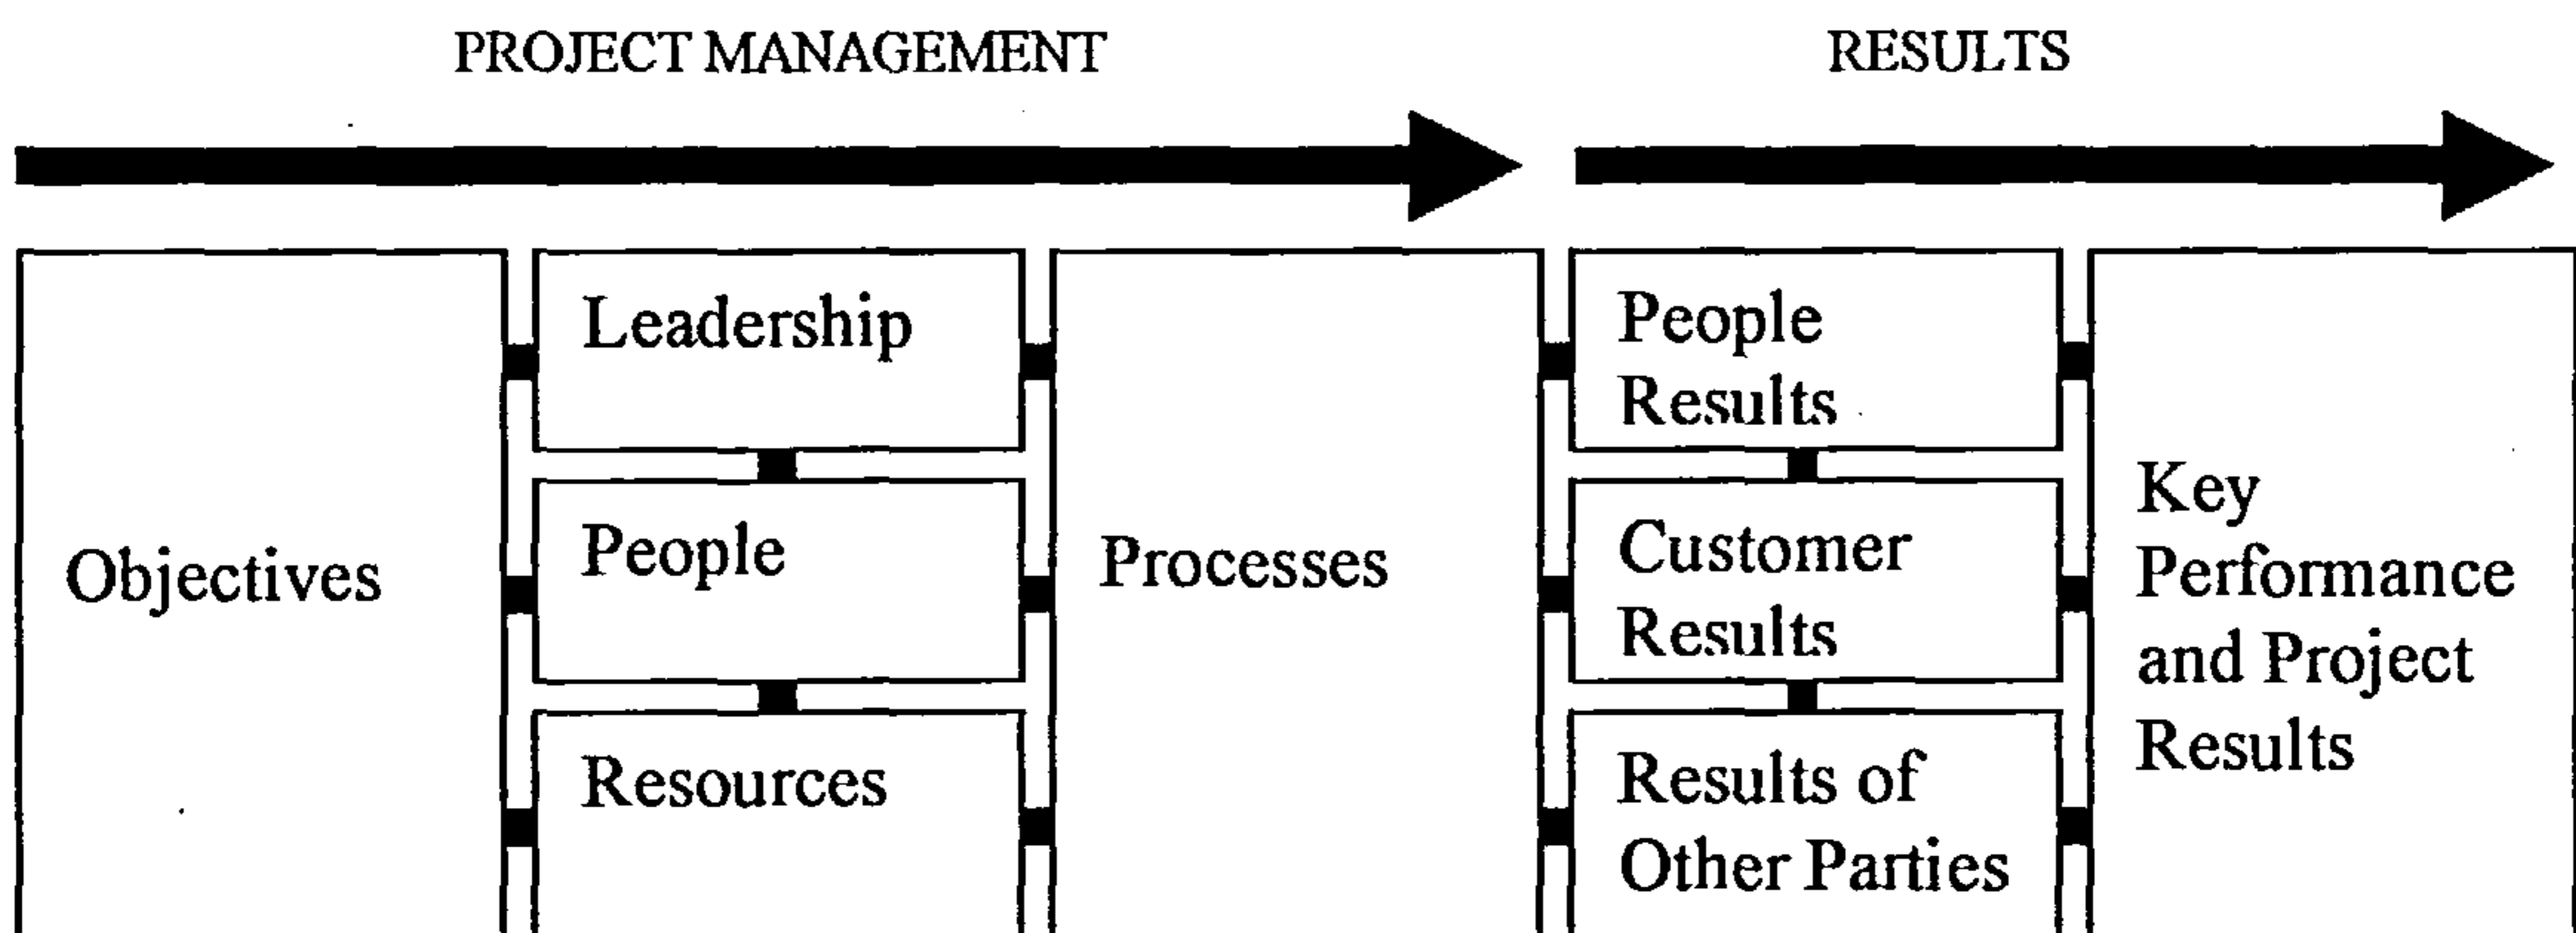 PROJECT MANAGEMENT
RESULTS
Objectives
Leadership
People
Resources
Processes
People
Results
Customer
Results
Results of
Other Parties
Key
Performance
and Project
Results